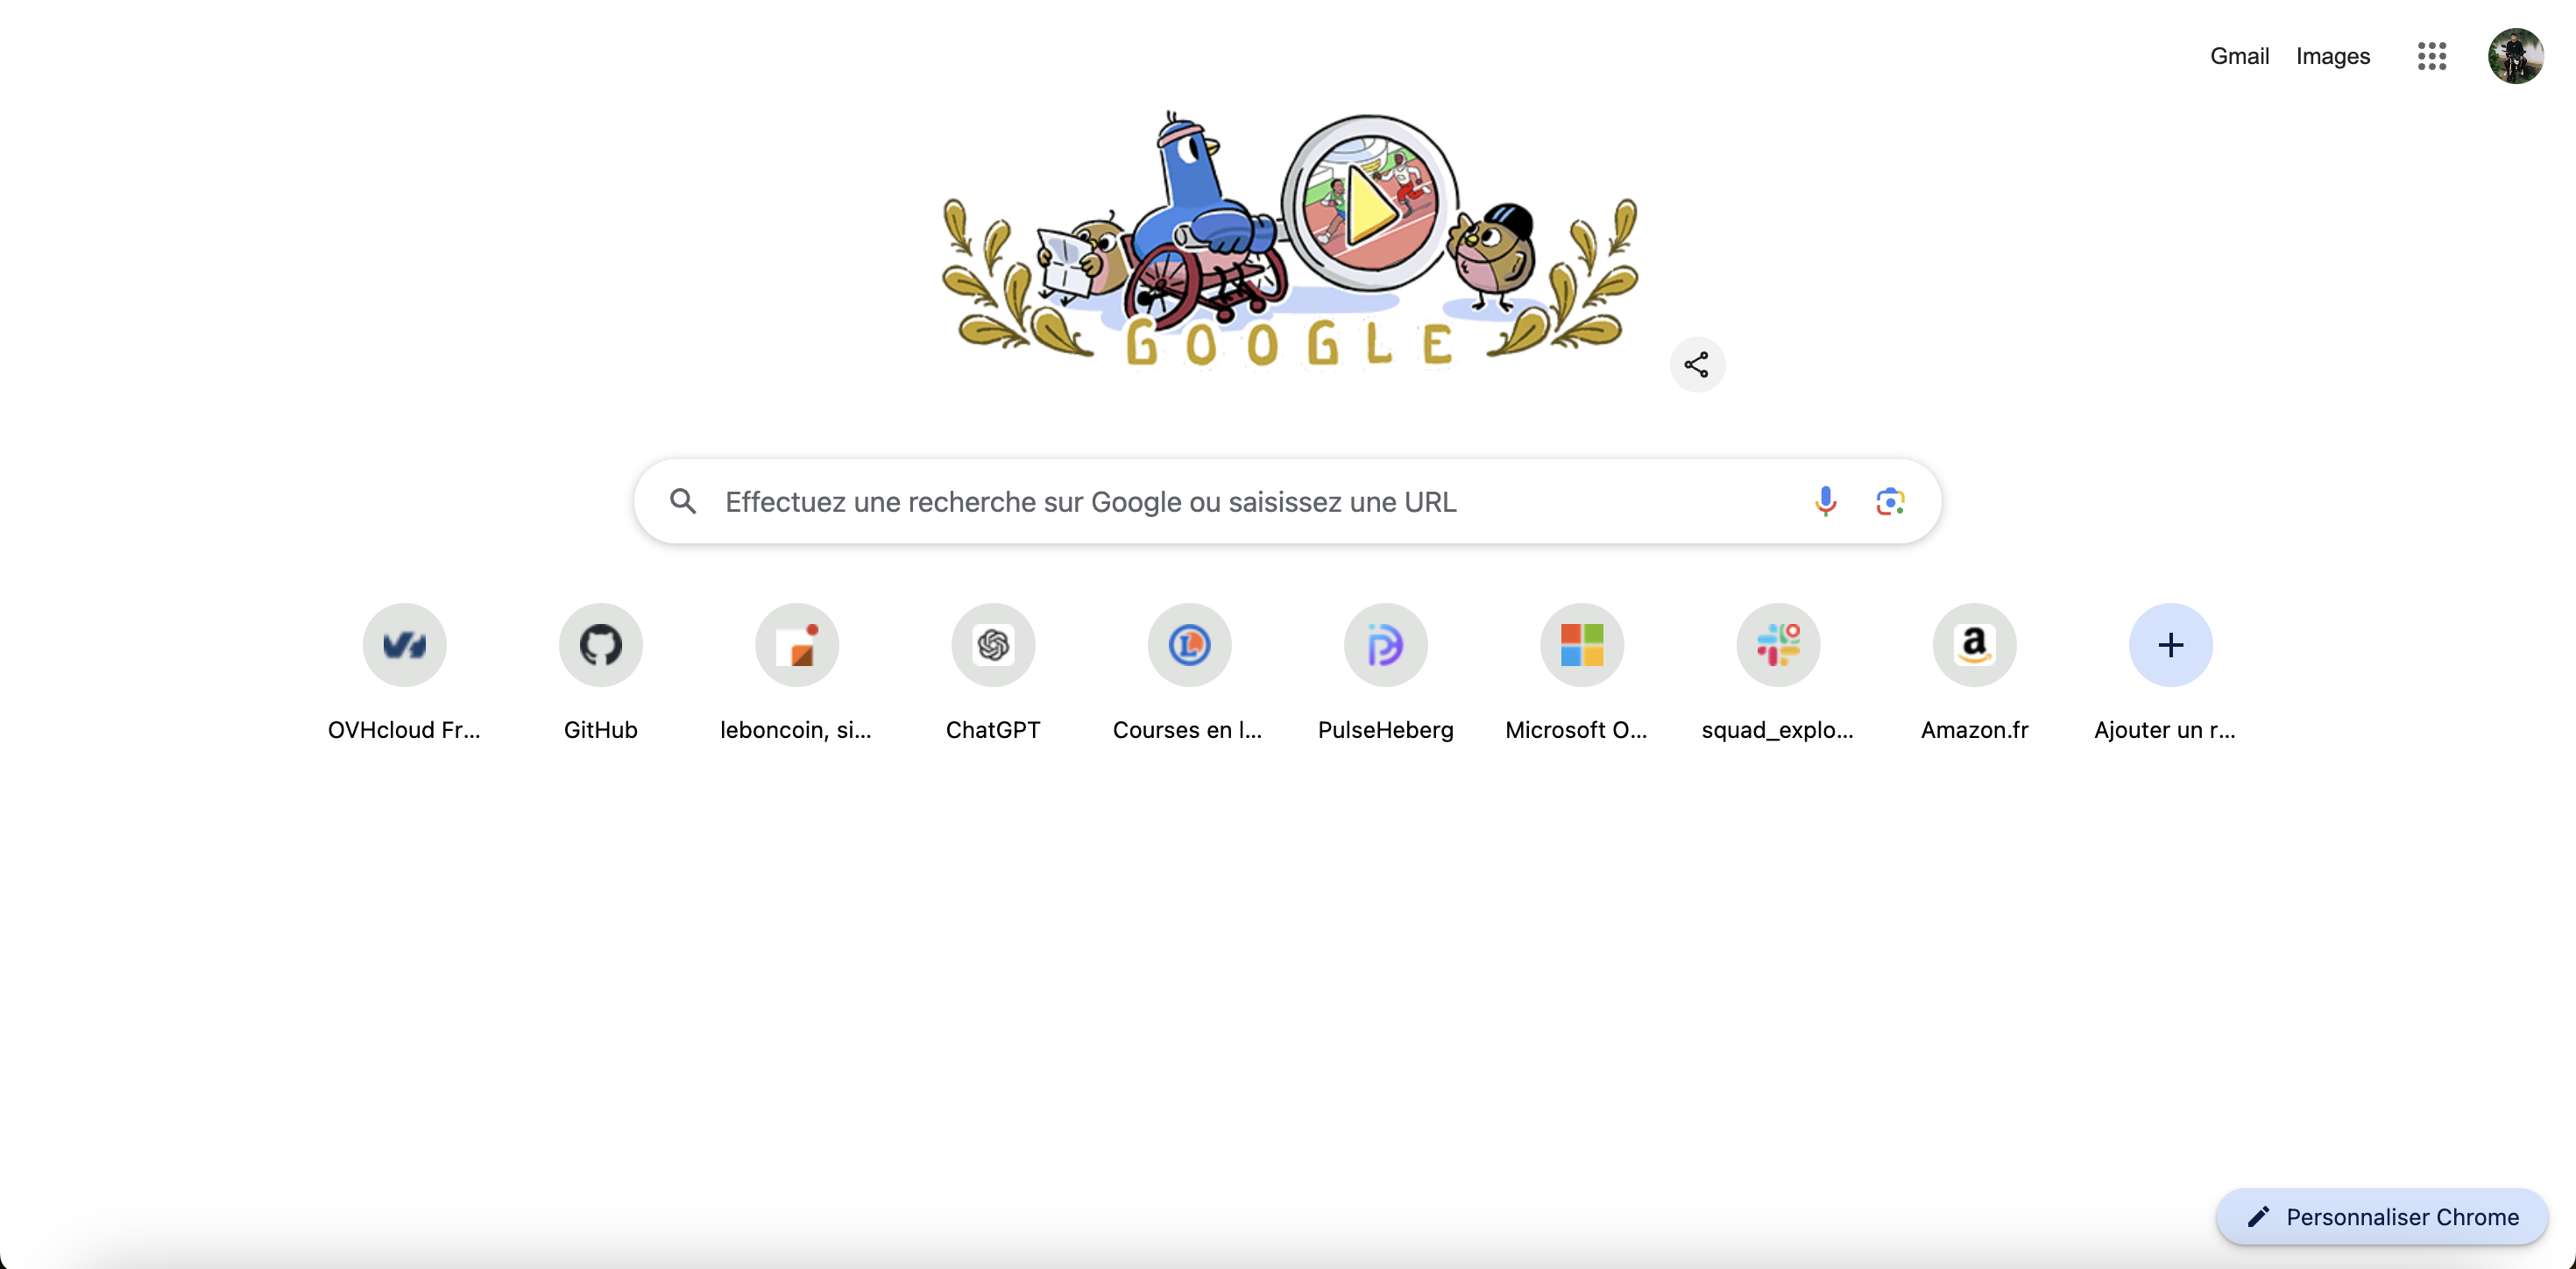 Gmail Images
GOOGLE
Effectuez une recherche sur Google ou saisissez une URL
OVHcloud Fr...
GitHub
leboncoin, si...
ChatGPT
Courses en l...
PulseHeberg
Microsoft O...
squad_explo...
Amazon.fr
Ajouter un r...
Personnaliser Chrome